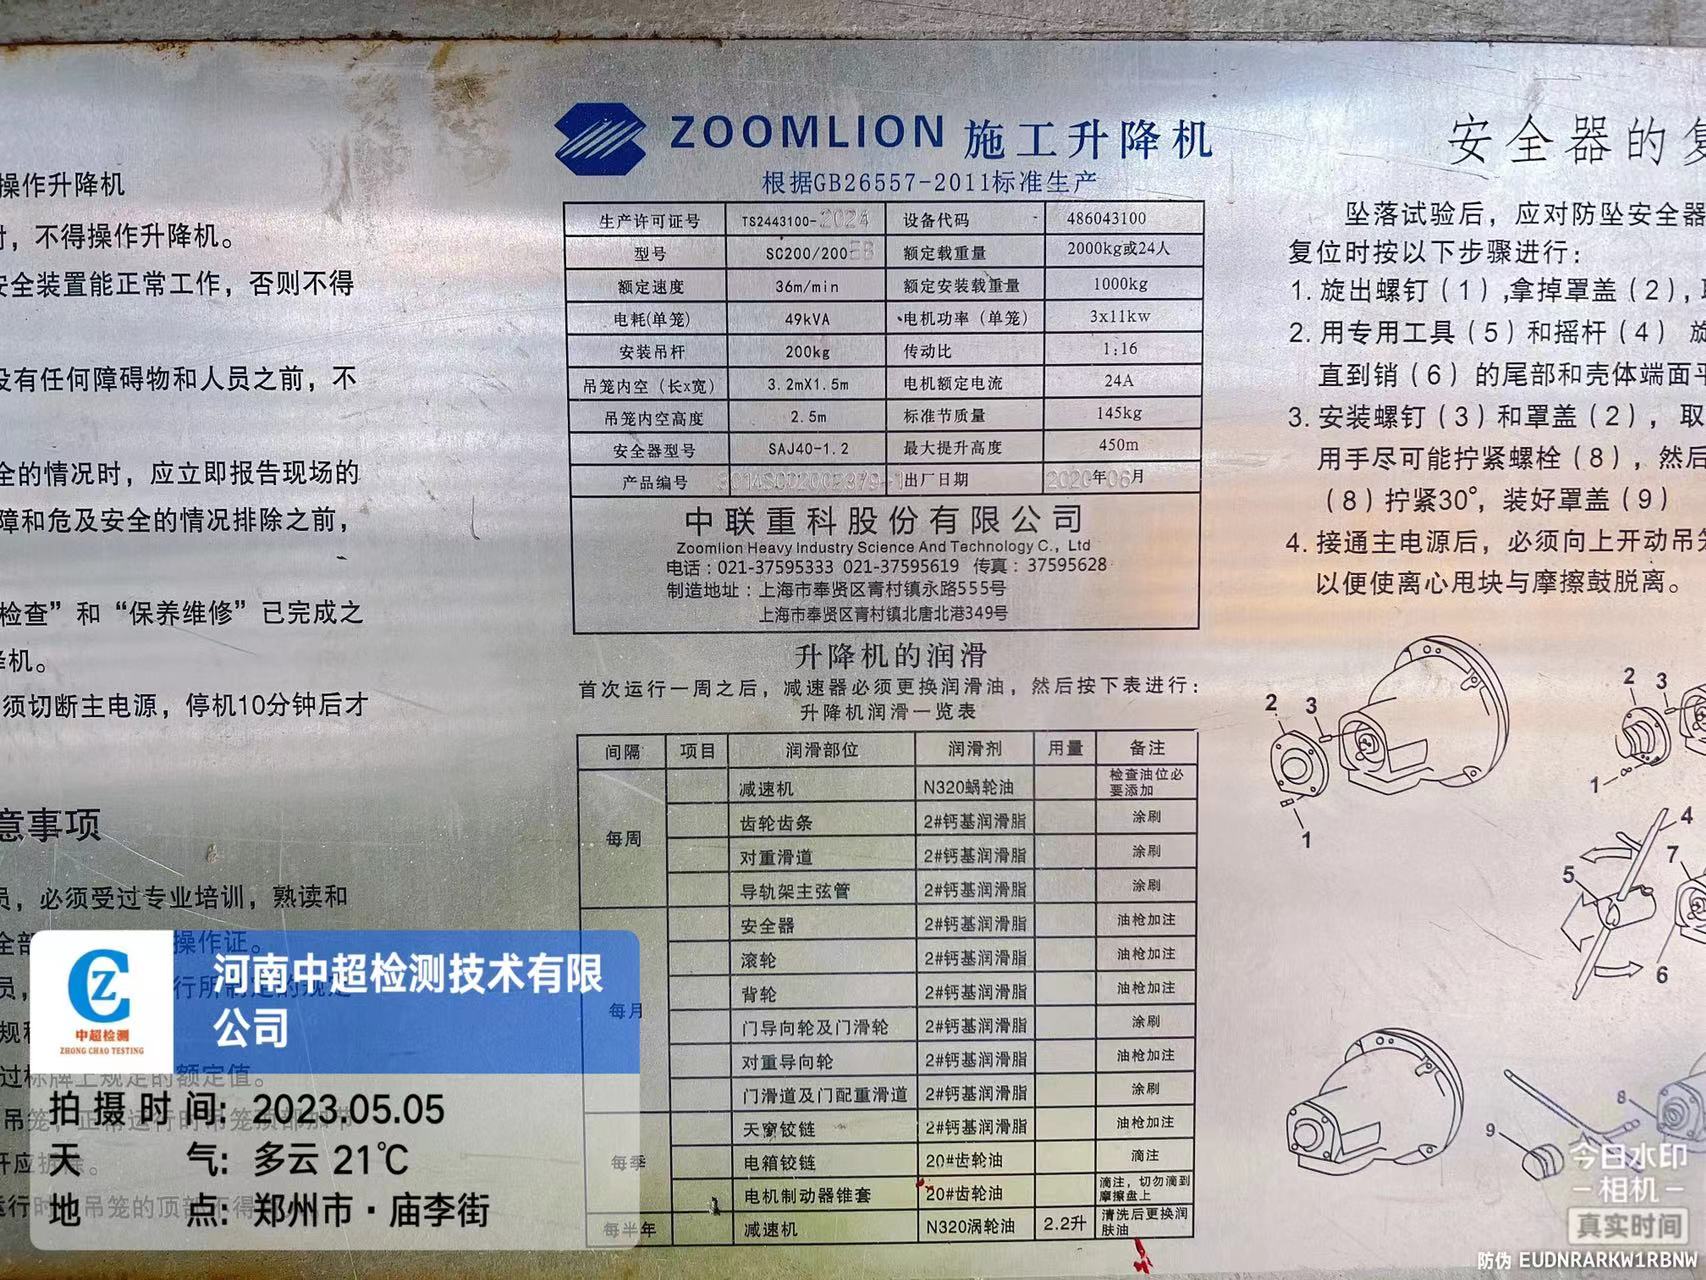 操作升降机
时，不得操作升降机。
安全装置能正常工作，否则不得
没有任何障碍物和人员之前，不
全的情况时，应立即报告现场的
障和危及安全的情况排除之前，
检查”和“保养维修”已完成之
降机。
须切断主电源，停机10分钟后才
意事项
员，必须受过专业培训，熟读和
操作证。
ZOOMLION 施工升降机
根据GB26557-2011标准生产
生产许可证号 TS2443100-2024 设备代码 486043100
型号 SC200/200EB 额定载重量 2000kg或24人
额定速度 36m/min 额定安装载重量 1000kg
电耗(单笼) 49kVA 电机功率（单笼） 3x11kw
安装吊杆 200kg 传动比 1:16
吊笼内空（长x宽） 3.2mX1.5m 电机额定电流 24A
吊笼内空高度 2.5m 标准节质量 145kg
安全器型号 SAJ40-1.2 最大提升高度 450m
产品编号 出厂日期 2020年06月
中联重科股份有限公司
Zoomlion Heavy Industry Science And Technology C., Ltd
电话：021-37595333 021-37595619 传真：37595628
制造地址：上海市奉贤区青村镇永路555号
上海市奉贤区青村镇北唐北港349号
升降机的润滑
首次运行一周之后，减速器必须更换润滑油，然后按下表进行：
升降机润滑一览表
间隔 项目 润滑部位 润滑剂 用量 备注
每周 减速机 N320蜗轮油 检查油位必要添加
齿轮齿条 2#钙基润滑脂 涂刷
对重滑道 2#钙基润滑脂 涂刷
导轨架主弦管 2#钙基润滑脂 涂刷
每月 安全器 2#钙基润滑脂 油枪加注
滚轮 2#钙基润滑脂 油枪加注
背轮 2#钙基润滑脂 油枪加注
门导向轮及门滑轮 2#钙基润滑脂 涂刷
对重导向轮 2#钙基润滑脂 油枪加注
门滑道及门配重滑道 2#钙基润滑脂 涂刷
每季 天窗铰链 2#钙基润滑脂 油枪加注
电箱铰链 20#齿轮油 滴注
电机制动器锥套 20#齿轮油 滴注，切勿滴到摩擦盘上
每半年 减速机 N320涡轮油 2.2升 清洗后更换润肤油
安全器的复
坠落试验后，应对防坠安全器
复位时按以下步骤进行：
1. 旋出螺钉（1）,拿掉罩盖（2），取
2. 用专用工具（5）和摇杆（4）旋
直到销（6）的尾部和壳体端面平
3. 安装螺钉（3）和罩盖（2），取
用手尽可能拧紧螺栓（8），然后
（8）拧紧30°，装好罩盖（9）
4. 接通主电源后，必须向上开动吊笼
以便使离心甩块与摩擦鼓脱离。
2 3 1
2 3 1
4 5 7 6
8 9
中超检测
ZHONG CHAO TESTING
河南中超检测技术有限
公司
拍摄时间：2023.05.05
天气：多云 21℃
地点：郑州市·庙李街
今日水印
相机
真实时间
防伪 EUDNRARKW1RBNW